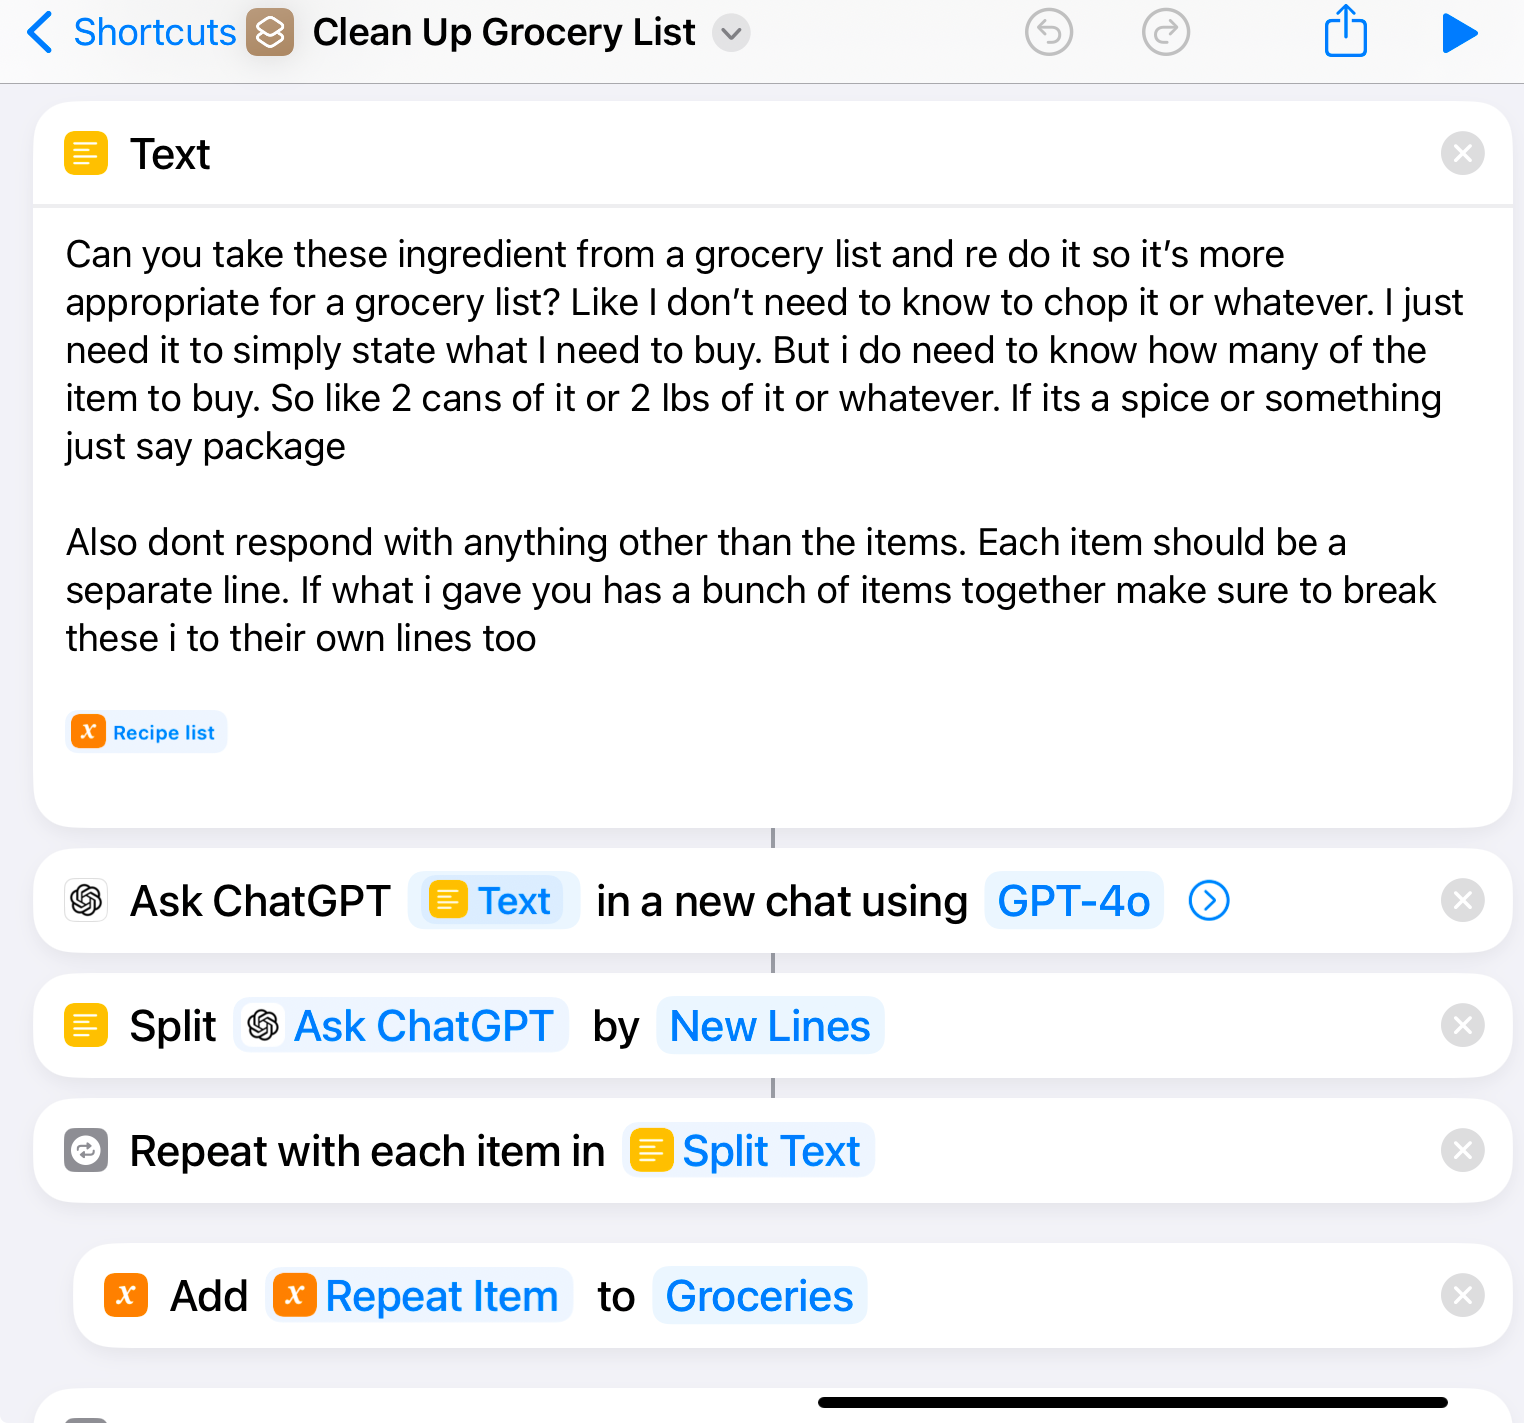 Shortcuts Clean Up Grocery List
Text
Can you take these ingredient from a grocery list and re do it so it’s more
appropriate for a grocery list? Like I don’t need to know to chop it or whatever. I just
need it to simply state what I need to buy. But i do need to know how many of the
item to buy. So like 2 cans of it or 2 lbs of it or whatever. If its a spice or something
just say package
Also dont respond with anything other than the items. Each item should be a
separate line. If what i gave you has a bunch of items together make sure to break
these i to their own lines too
x Recipe list
Ask ChatGPT Text in a new chat using GPT-4o
Split Ask ChatGPT by New Lines
Repeat with each item in Split Text
x Add x Repeat Item to Groceries